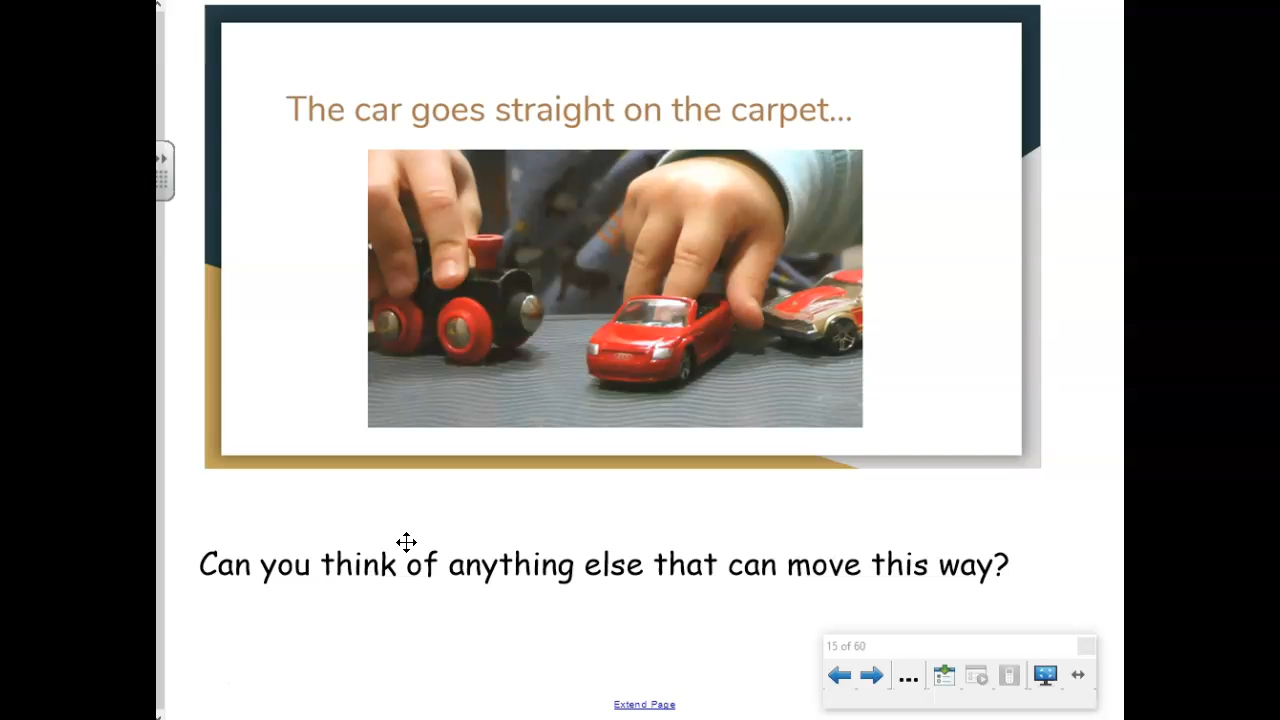 The car goes straight on the carpet...
Can you think of anything else that can move this way?
15 of 60
Extend Page